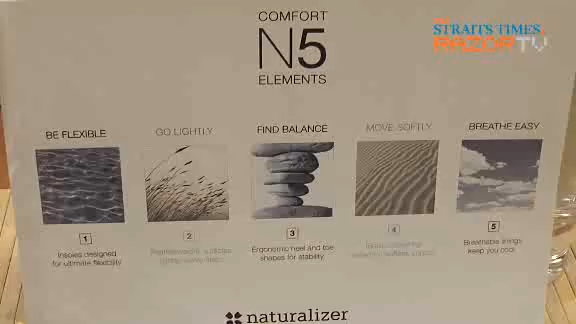 COMFORT
N5
ELEMENTS
THE STRAITS TIMES
RAZORTV
BE FLEXIBLE
GO LIGHTLY
FIND BALANCE
MOVE SOFTLY
BREATHE EASY
1
2
3
4
5
Insoles designed
for ultimate flexibility
Ergonomic heel and toe
shapes for stability
Breathable linings
keep you cool
naturalizer